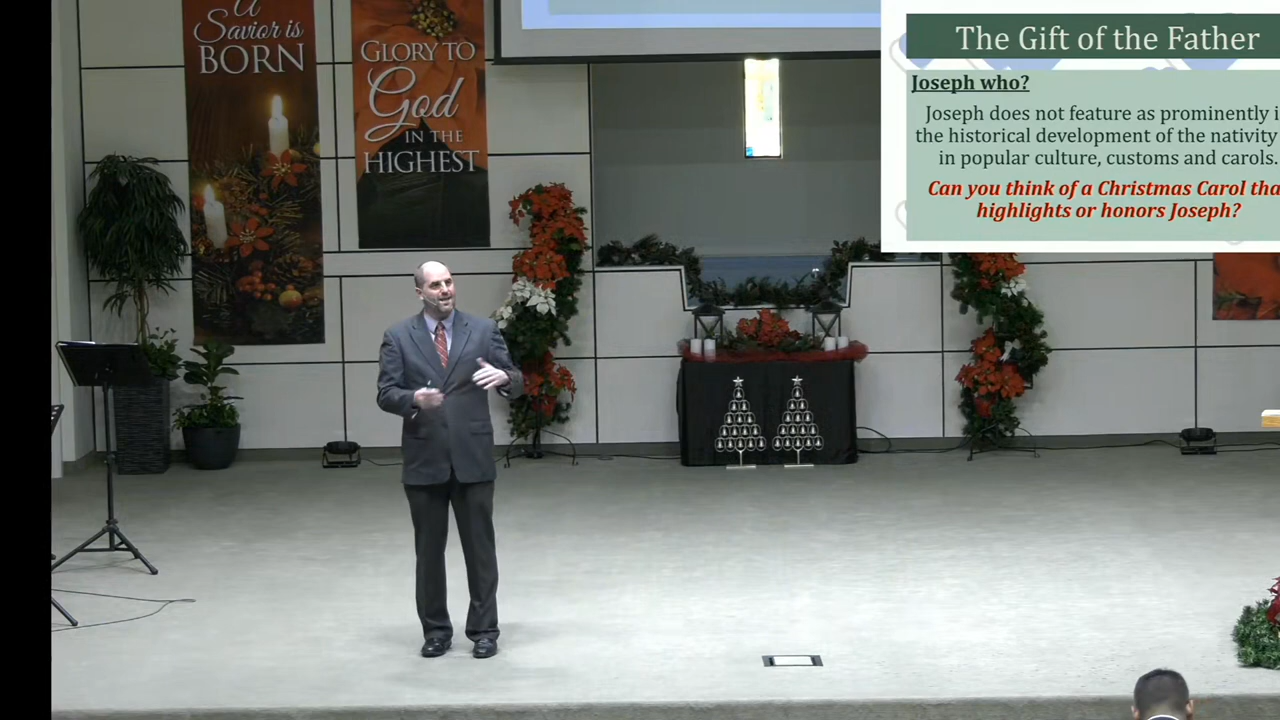 A
Savior is
BORN
GLORY TO
God
IN THE
HIGHEST
The Gift of the Father
Joseph who?
Joseph does not feature as prominently i
the historical development of the nativity
in popular culture, customs and carols.
Can you think of a Christmas Carol tha
highlights or honors Joseph?